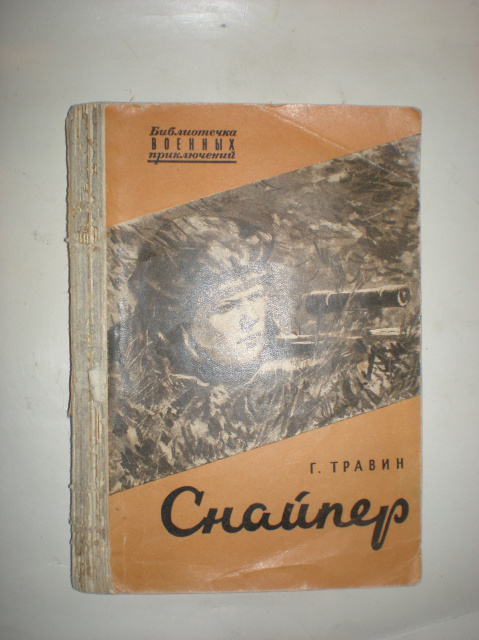 Библиотечка
ВОЕННЫХ
приключений
Г. ТРАВИН
Снайпер